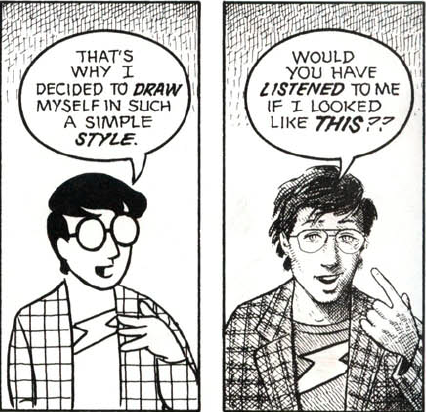 THAT'S
WHY I
DECIDED TO DRAW
MYSELF IN SUCH
A SIMPLE
STYLE.
WOULD
YOU HAVE
LISTENED TO ME
IF I LOOKED
LIKE THIS??